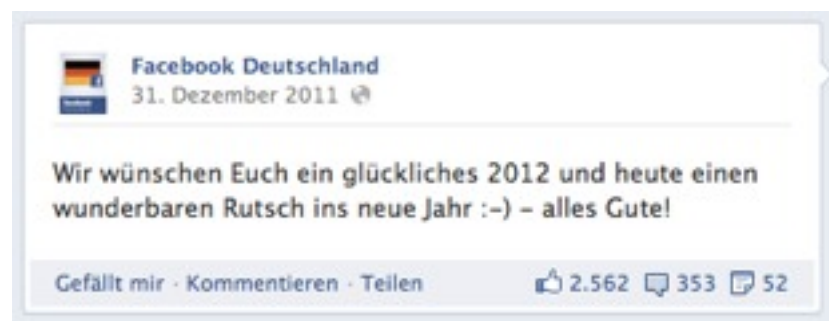 Facebook Deutschland
31. Dezember 2011
Wir wünschen Euch ein glückliches 2012 und heute einen
wunderbaren Rutsch ins neue Jahr :-) – alles Gute!
Gefällt mir · Kommentieren · Teilen 2.562 353 52